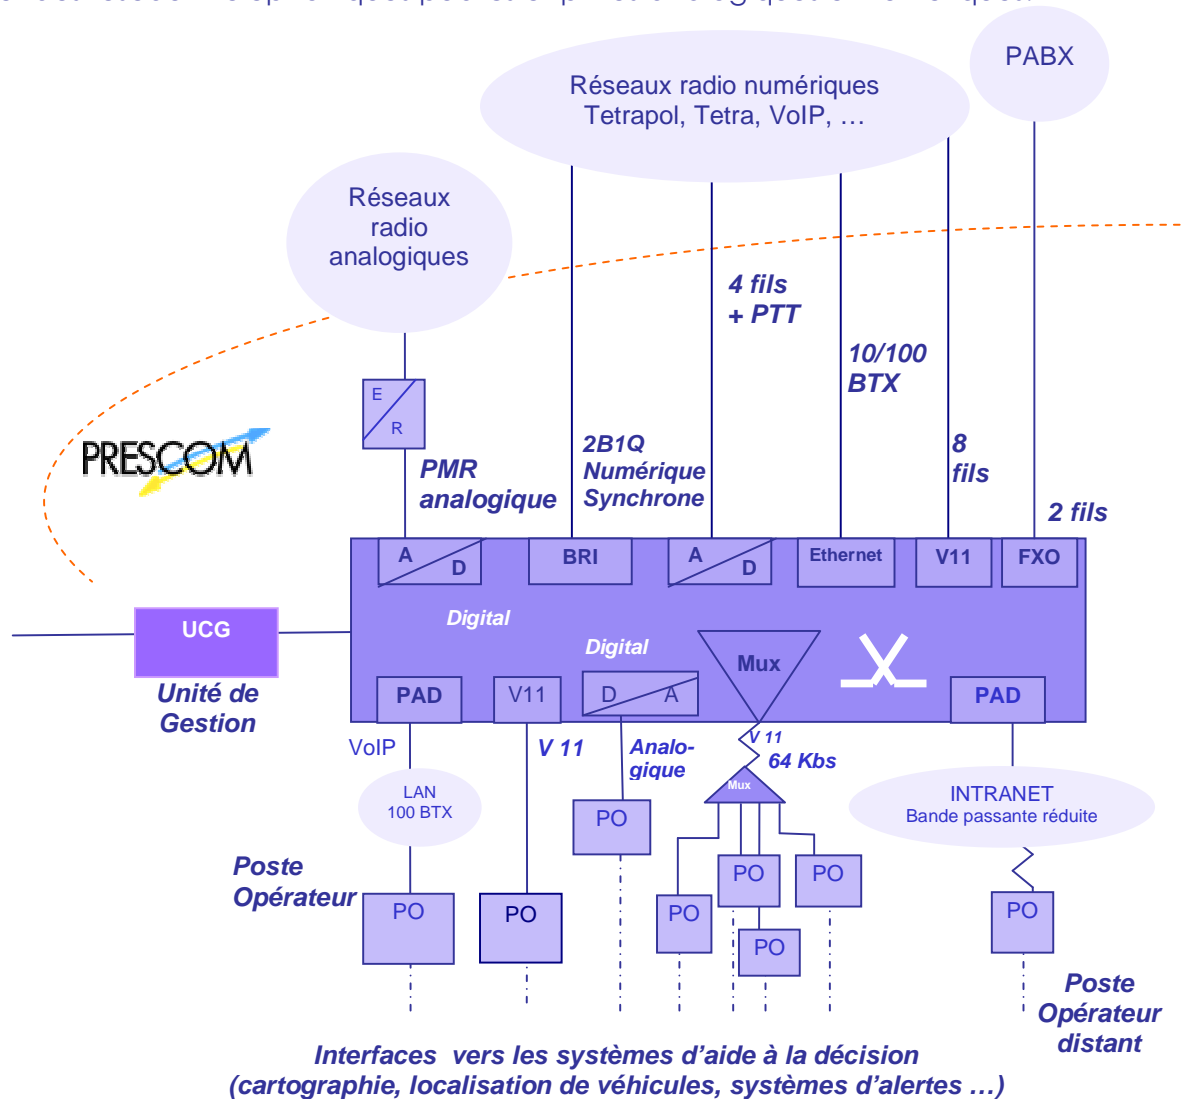 PABX
Réseaux radio numériques
Tetrapol, Tetra, VoIP, …
Réseaux
radio
analogiques
4 fils
+ PTT
10/100
BTX
E
R
PRESCOM
PMR
analogique
2B1Q
Numérique
Synchrone
8
fils
2 fils
A
D
BRI
A
D
Ethernet
V11
FXO
UCG
Digital
Digital
Mux
Unité de
Gestion
PAD
V11
D
A
PAD
VoIP
V 11
Analo-
gique
V 11
64 Kbs
Mux
LAN
100 BTX
INTRANET
Bande passante réduite
PO
Poste
Opérateur
PO
PO
PO
PO
PO
PO
PO
PO
Poste
Opérateur
distant
Interfaces vers les systèmes d’aide à la décision
(cartographie, localisation de véhicules, systèmes d’alertes …)